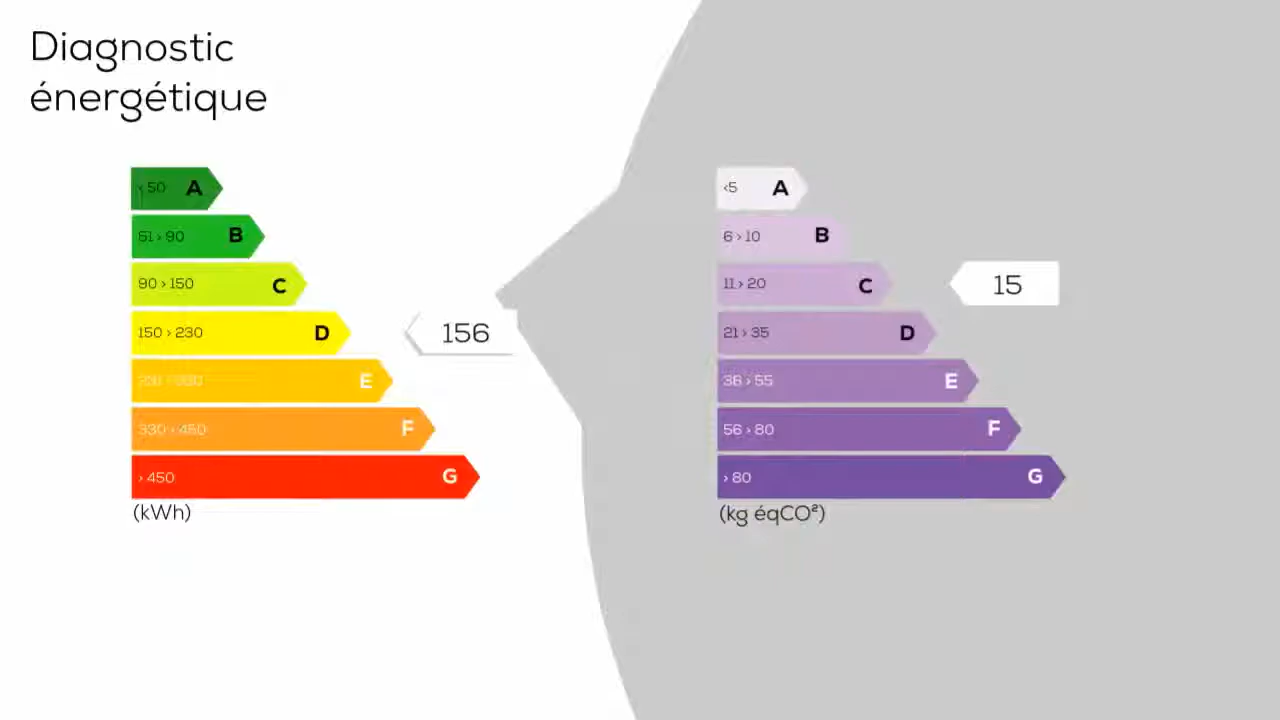 Diagnostic
énergétique
< 50 A
51 > 90 B
90 > 150 C
150 > 230 D
156
E
330 > 450 F
> 450 G
(kWh)
<5 A
6 > 10 B
11 > 20 C
15
21 > 35 D
36 > 55 E
56 > 80 F
> 80 G
(kg éqCO²)